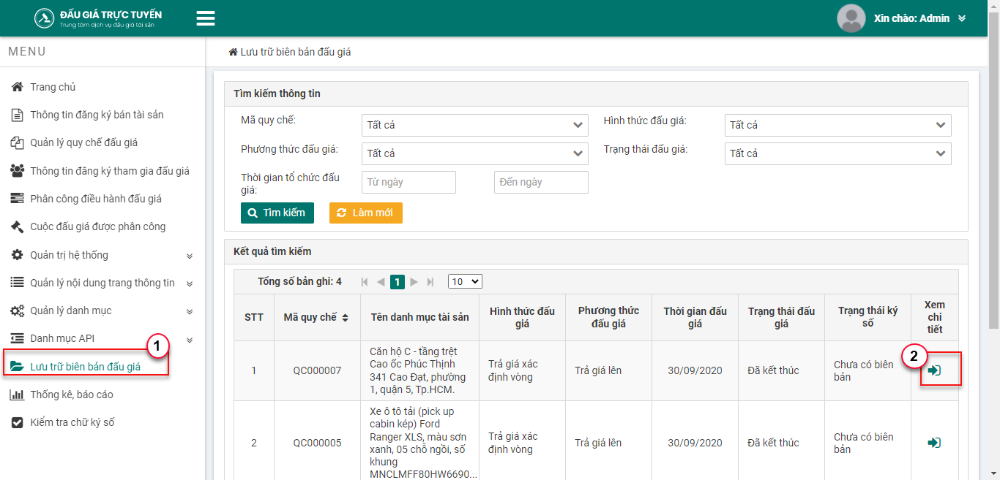 ĐẤU GIÁ TRỰC TUYẾN
Trung tâm dịch vụ đấu giá tài sản
Xin chào: Admin
MENU
Lưu trữ biên bản đấu giá
Trang chủ
Thông tin đăng ký bán tài sản
Quản lý quy chế đấu giá
Thông tin đăng ký tham gia đấu giá
Phân công điều hành đấu giá
Cuộc đấu giá được phân công
Quản trị hệ thống
Quản lý nội dung trang thông tin
Quản lý danh mục
Danh mục API
1
Lưu trữ biên bản đấu giá
Thống kê, báo cáo
Kiểm tra chữ ký số
Tìm kiếm thông tin
Mã quy chế:
Tất cả
Hình thức đấu giá:
Tất cả
Phương thức đấu giá:
Tất cả
Trạng thái đấu giá:
Tất cả
Thời gian tổ chức đấu
giá:
Từ ngày
Đến ngày
Tìm kiếm
Làm mới
Kết quả tìm kiếm
Tổng số bản ghi: 4
1
10
STT
Mã quy chế
Tên danh mục tài sản
Hình thức đấu
giá
Phương thức
đấu giá
Thời gian đấu
giá
Trạng thái đấu
giá
Trạng thái ký
số
Xem
chi
tiết
1
QC000007
Căn hộ C - tầng trệt
Cao ốc Phúc Thịnh
341 Cao Đạt, phường
1, quận 5, Tp.HCM.
Trả giá xác
định vòng
Trả giá lên
30/09/2020
Đã kết thúc
Chưa có biên
bản
2
2
QC000005
Xe ô tô tải (pick up
cabin kép) Ford
Ranger XLS, màu sơn
xanh, 05 chỗ ngồi, số
khung
MNCLMFF80HW6690...
Trả giá xác
định vòng
Trả giá lên
30/09/2020
Đã kết thúc
Chưa có biên
bản